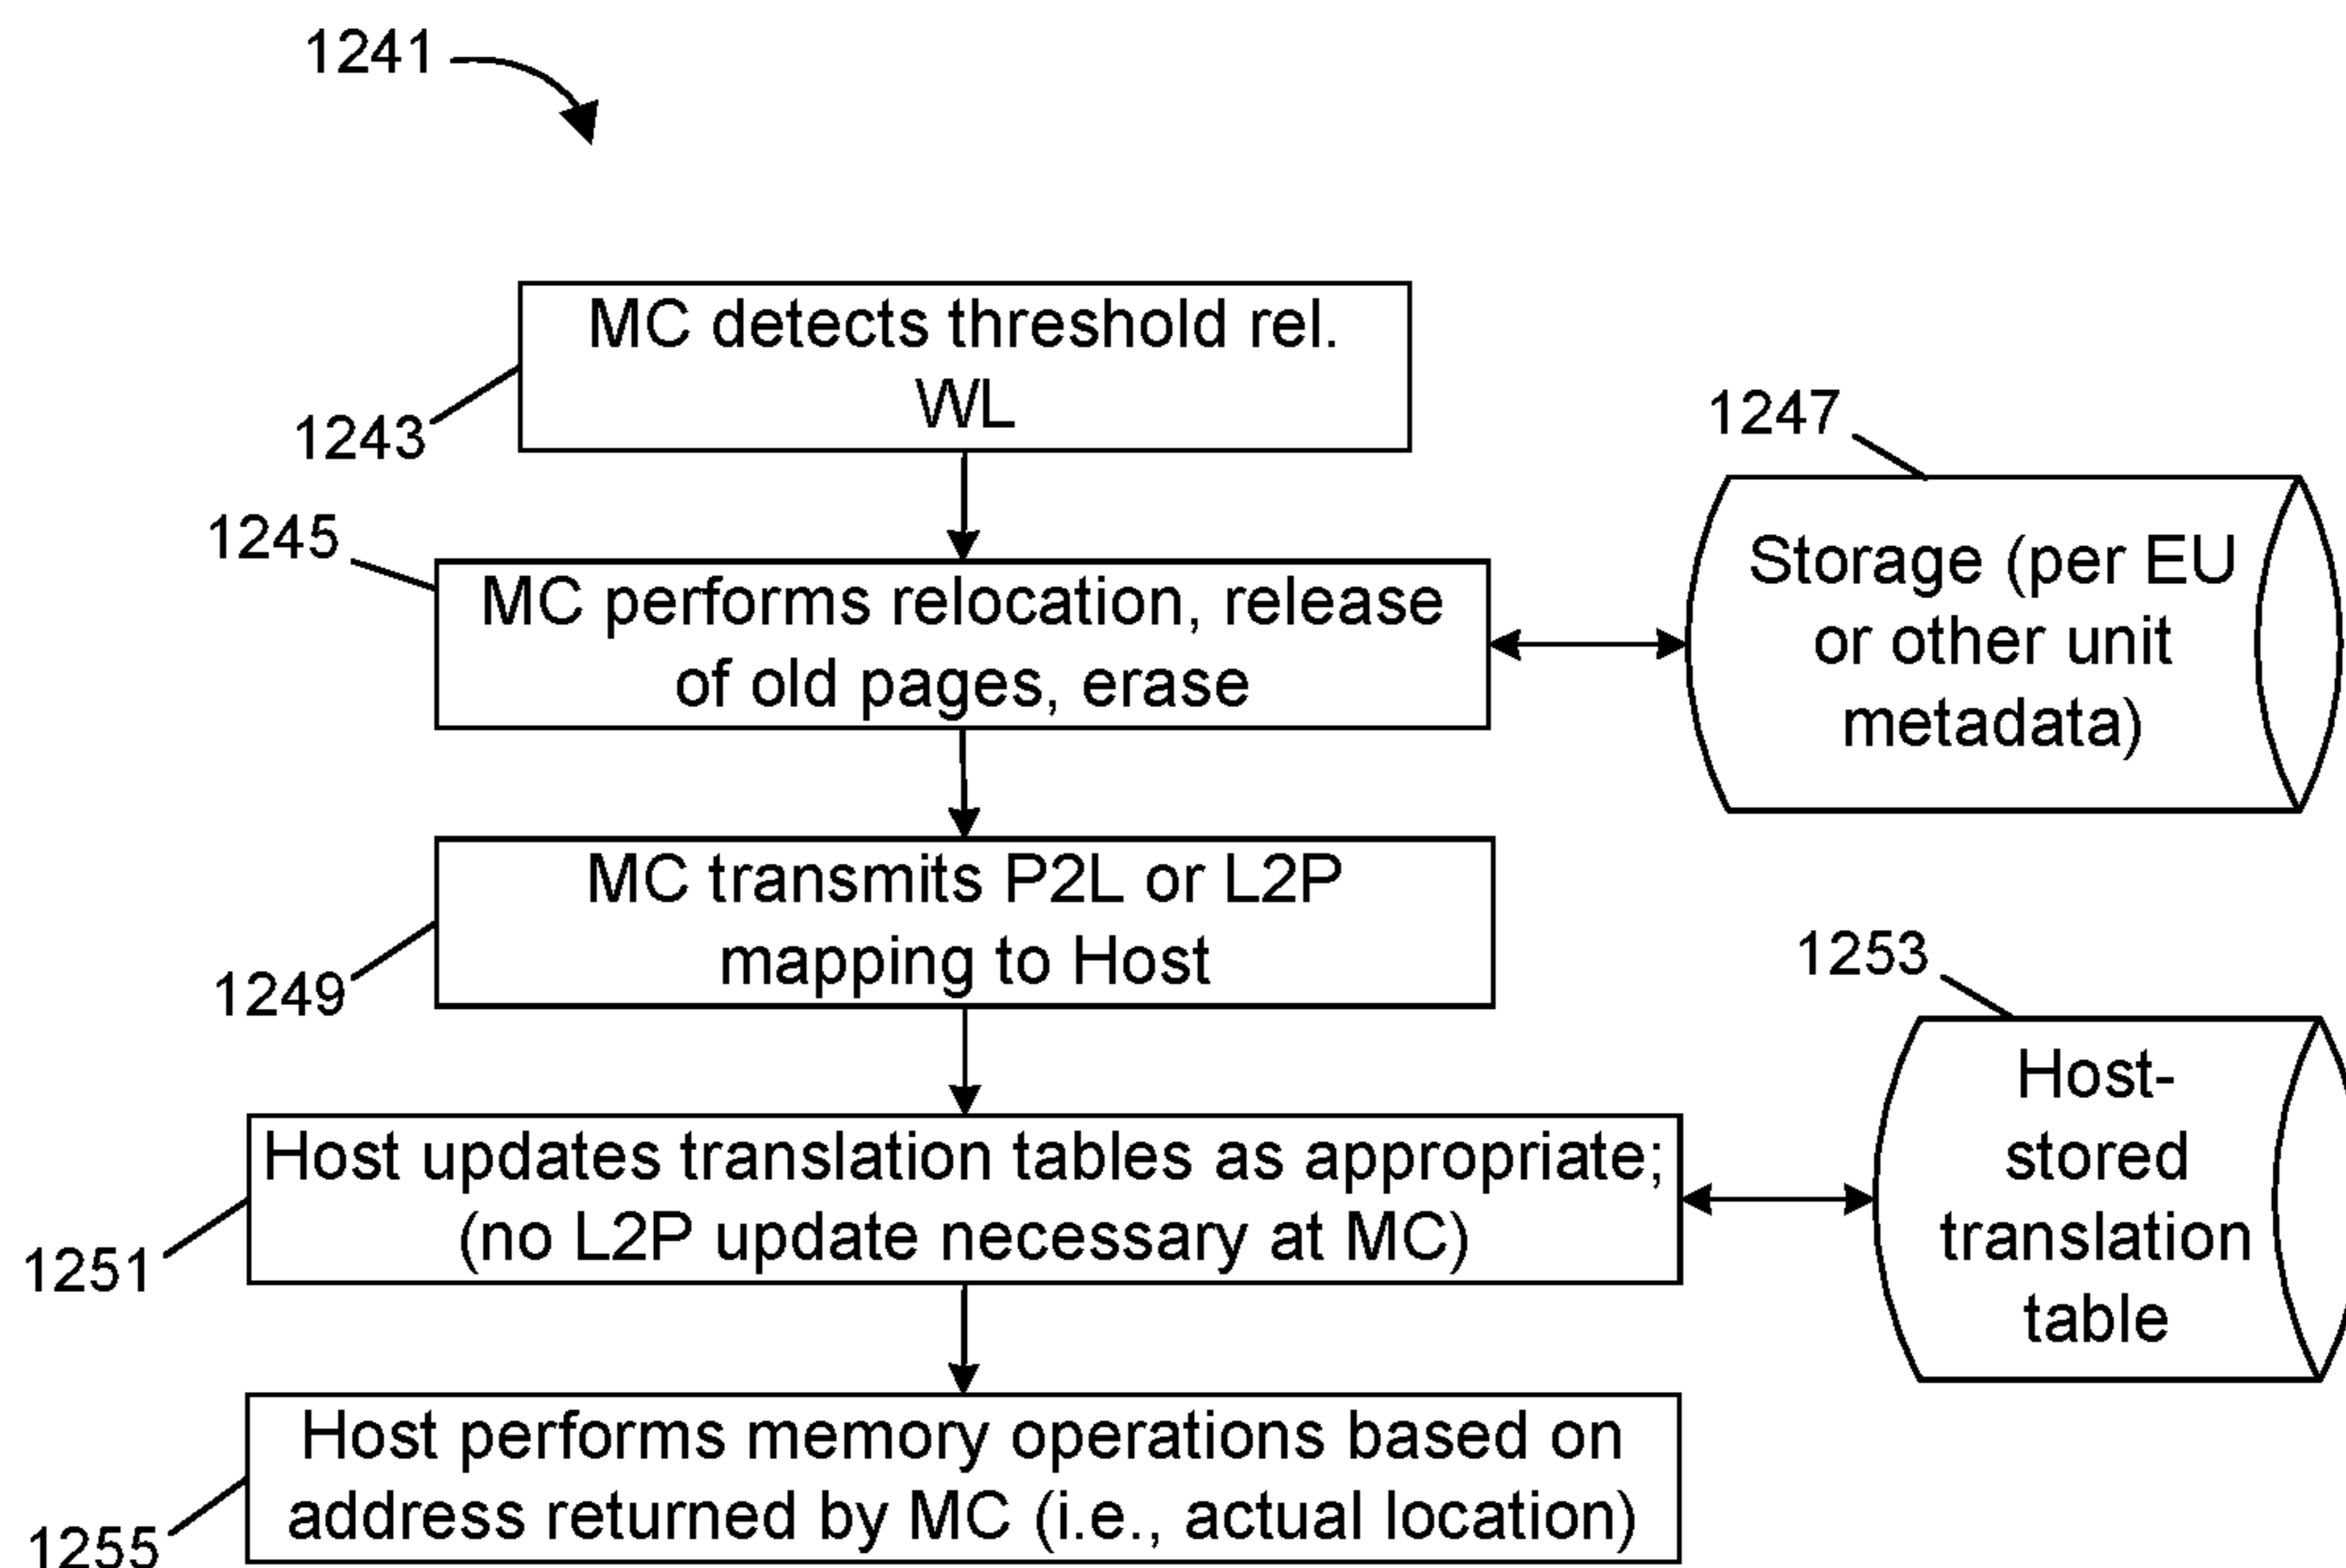 1241
MC detects threshold rel.
WL
1243
1247
1245
MC performs relocation, release
of old pages, erase
Storage (per EU
or other unit
metadata)
MC transmits P2L or L2P
mapping to Host
1249
1253
Host updates translation tables as appropriate;
(no L2P update necessary at MC)
1251
Host-
stored
translation
table
Host performs memory operations based on
address returned by MC (i.e., actual location)
1255